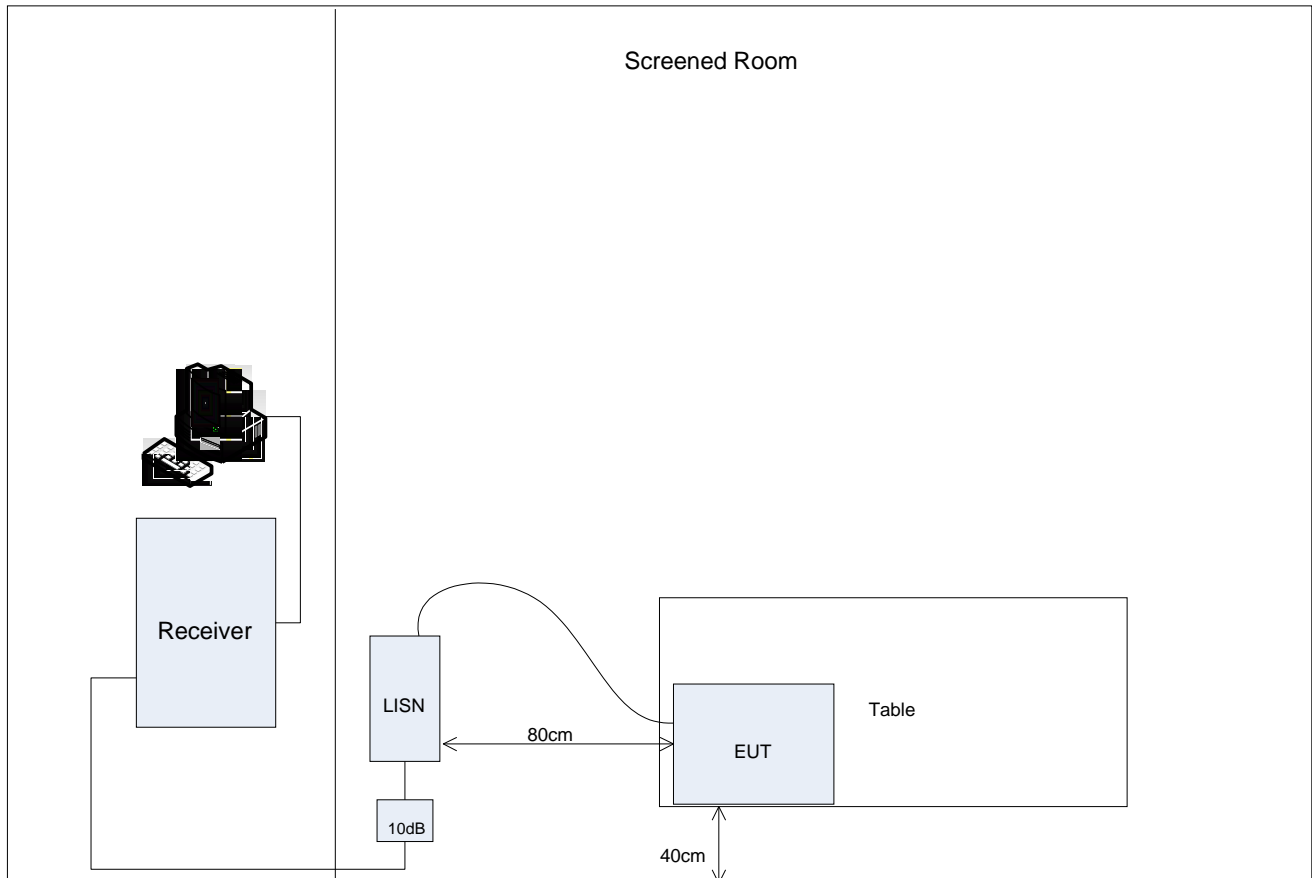 Screened Room
Receiver
LISN
80cm
Table
EUT
10dB
40cm